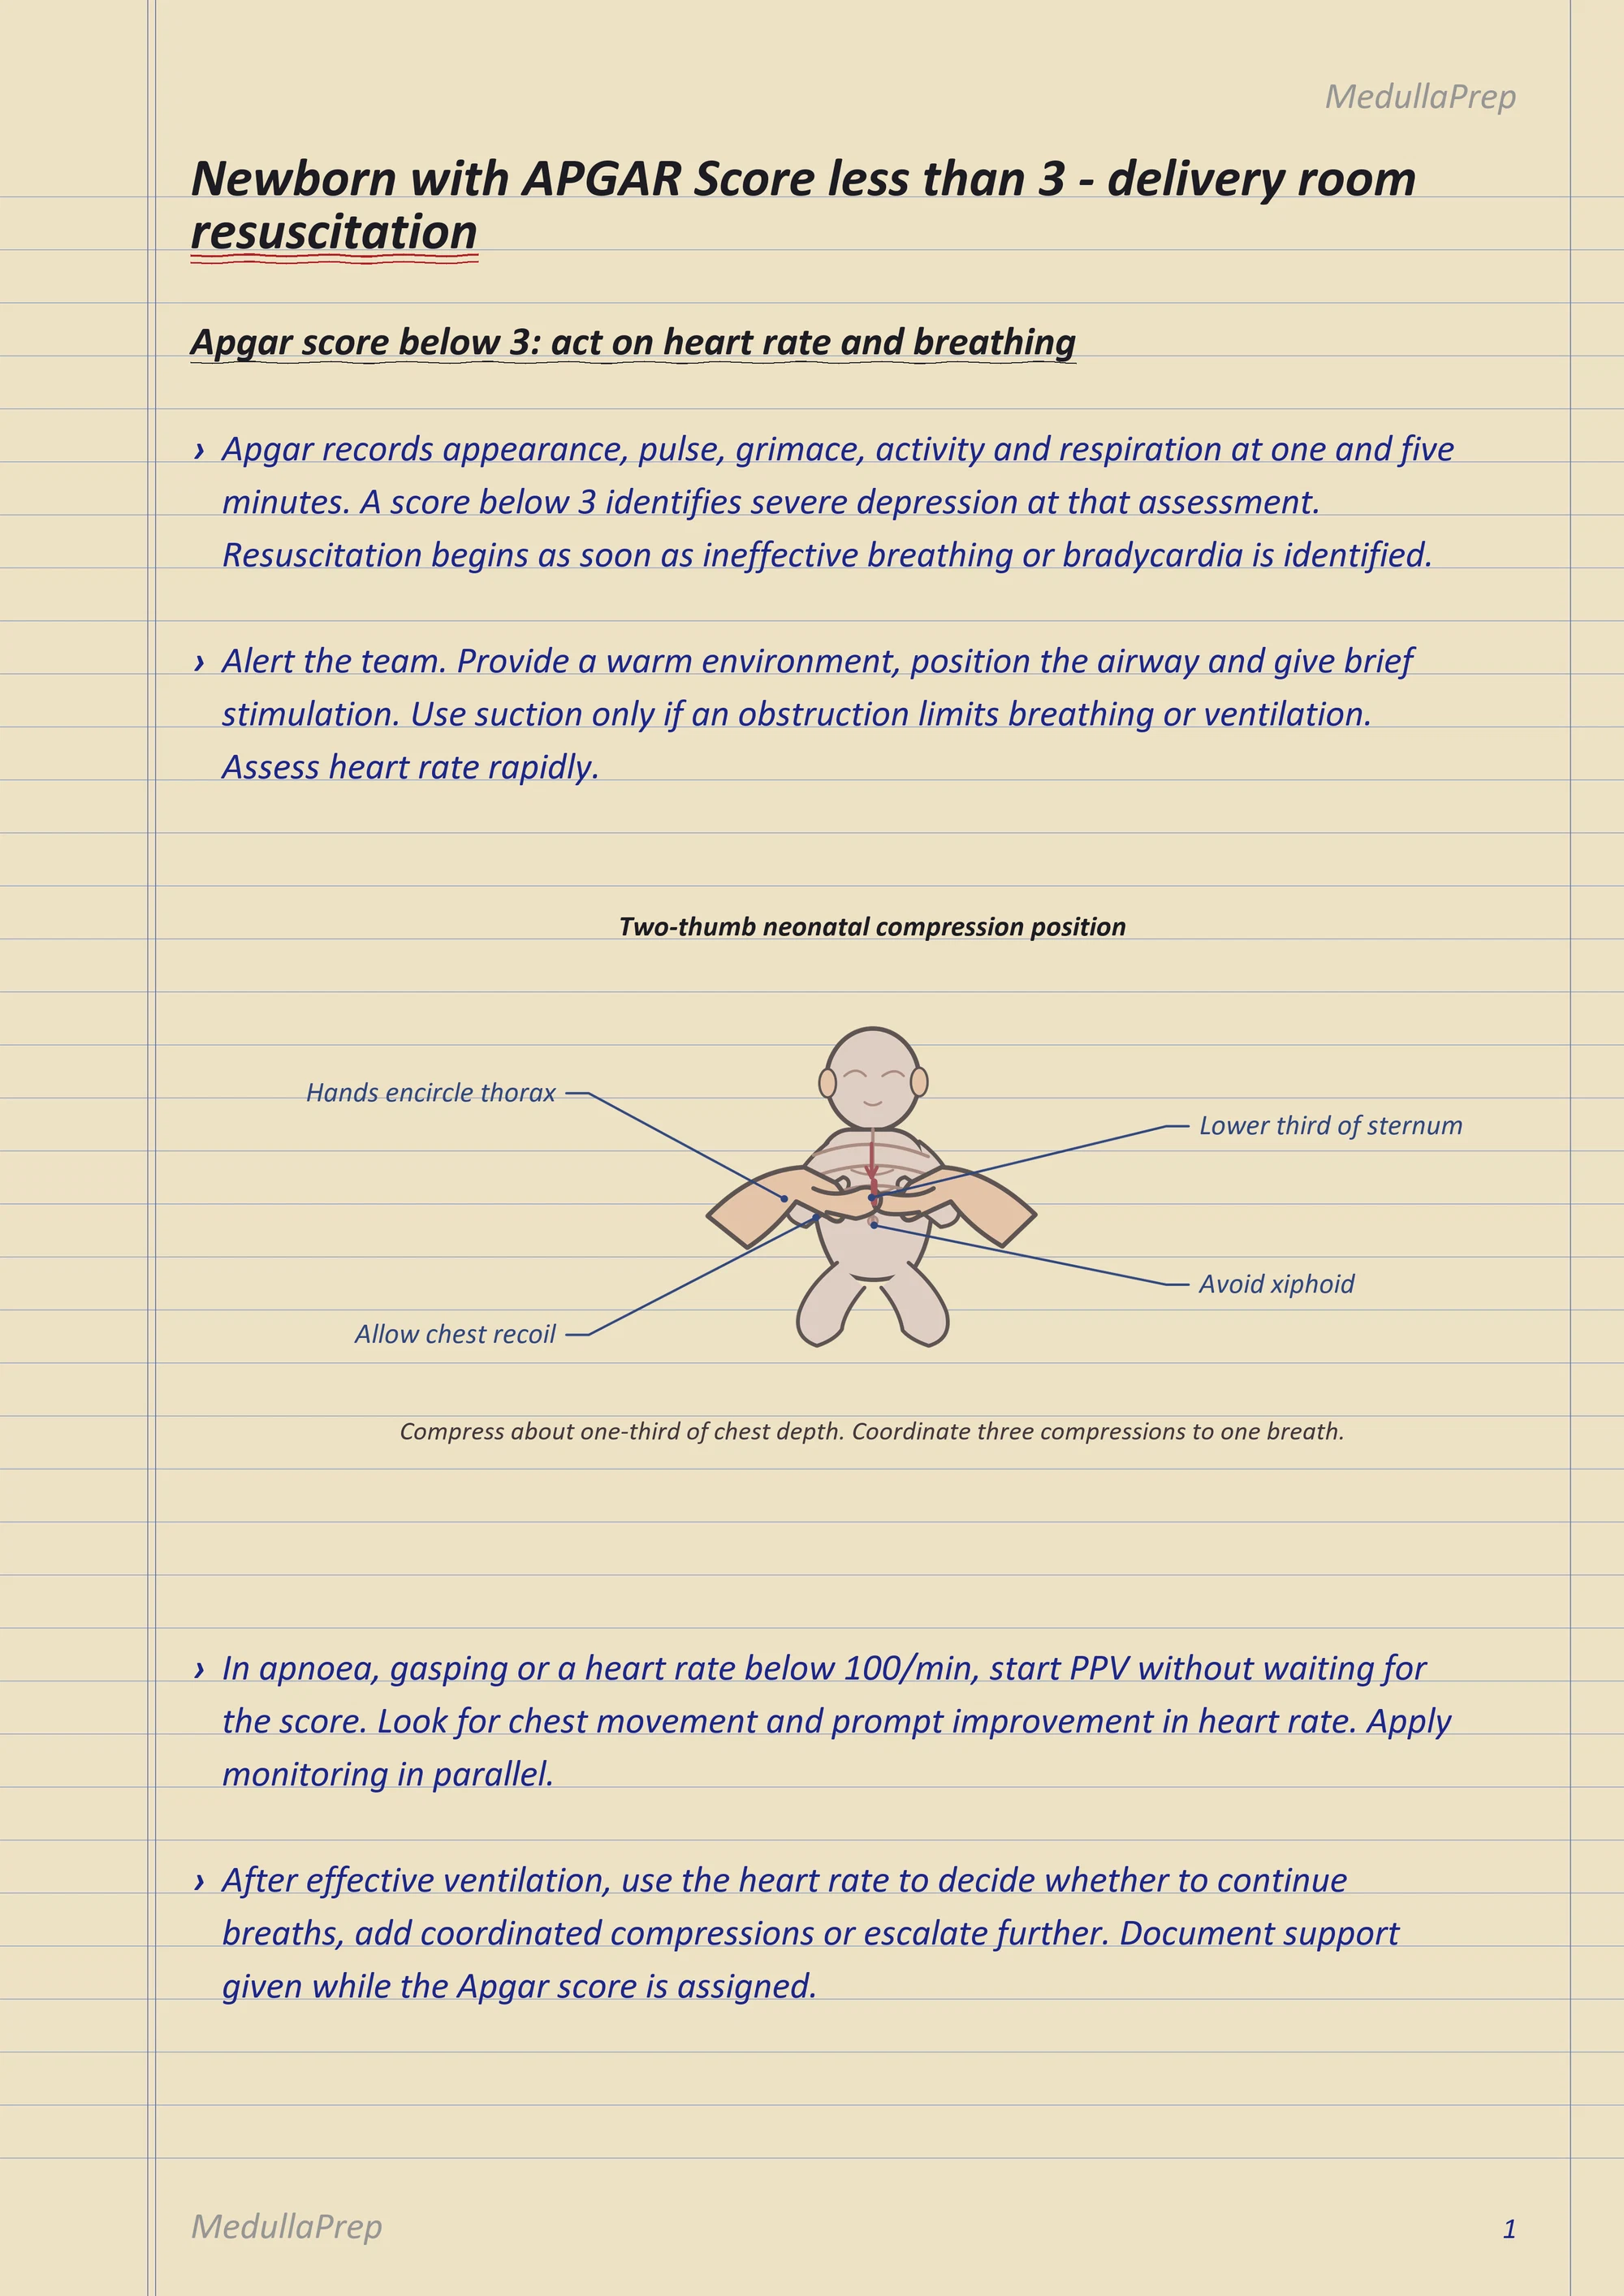 MedullaPrep
Newborn with APGAR Score less than 3 - delivery room
resuscitation
Apgar score below 3: act on heart rate and breathing
› Apgar records appearance, pulse, grimace, activity and respiration at one and five
minutes. A score below 3 identifies severe depression at that assessment.
Resuscitation begins as soon as ineffective breathing or bradycardia is identified.
› Alert the team. Provide a warm environment, position the airway and give brief
stimulation. Use suction only if an obstruction limits breathing or ventilation.
Assess heart rate rapidly.
Two-thumb neonatal compression position
Hands encircle thorax
Lower third of sternum
Avoid xiphoid
Allow chest recoil
Compress about one-third of chest depth. Coordinate three compressions to one breath.
› In apnoea, gasping or a heart rate below 100/min, start PPV without waiting for
the score. Look for chest movement and prompt improvement in heart rate. Apply
monitoring in parallel.
› After effective ventilation, use the heart rate to decide whether to continue
breaths, add coordinated compressions or escalate further. Document support
given while the Apgar score is assigned.
MedullaPrep
1